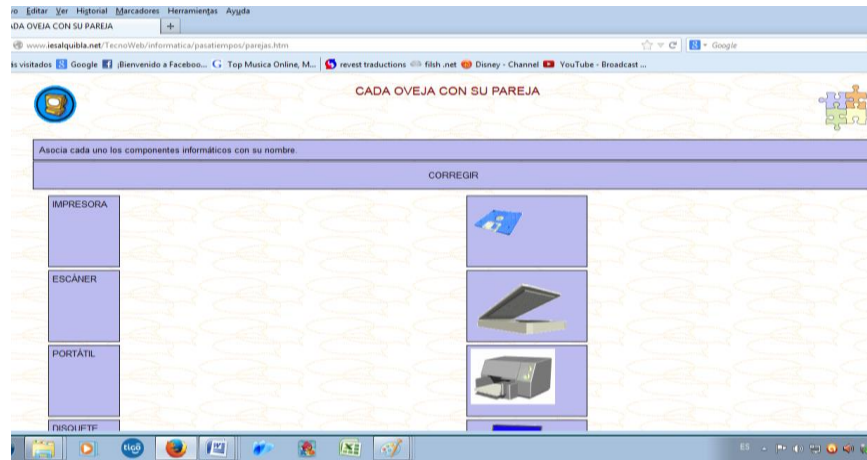 Editar Ver Historial Marcadores Herramientas Ayuda
ADA OVEJA CON SU PAREJA +
www.iesalquibla.net/TecnoWeb/informatica/pasatiempos/parejas.htm Google
ás visitados Google ¡Bienvenido a Faceboo... Top Musica Online, M... revest traductions filsh .net Disney - Channel YouTube - Broadcast ...
CADA OVEJA CON SU PAREJA
Asocia cada uno los componentes informáticos con su nombre.
CORREGIR
IMPRESORA
ESCÁNER
PORTÁTIL
DISQUETE
tigo ES